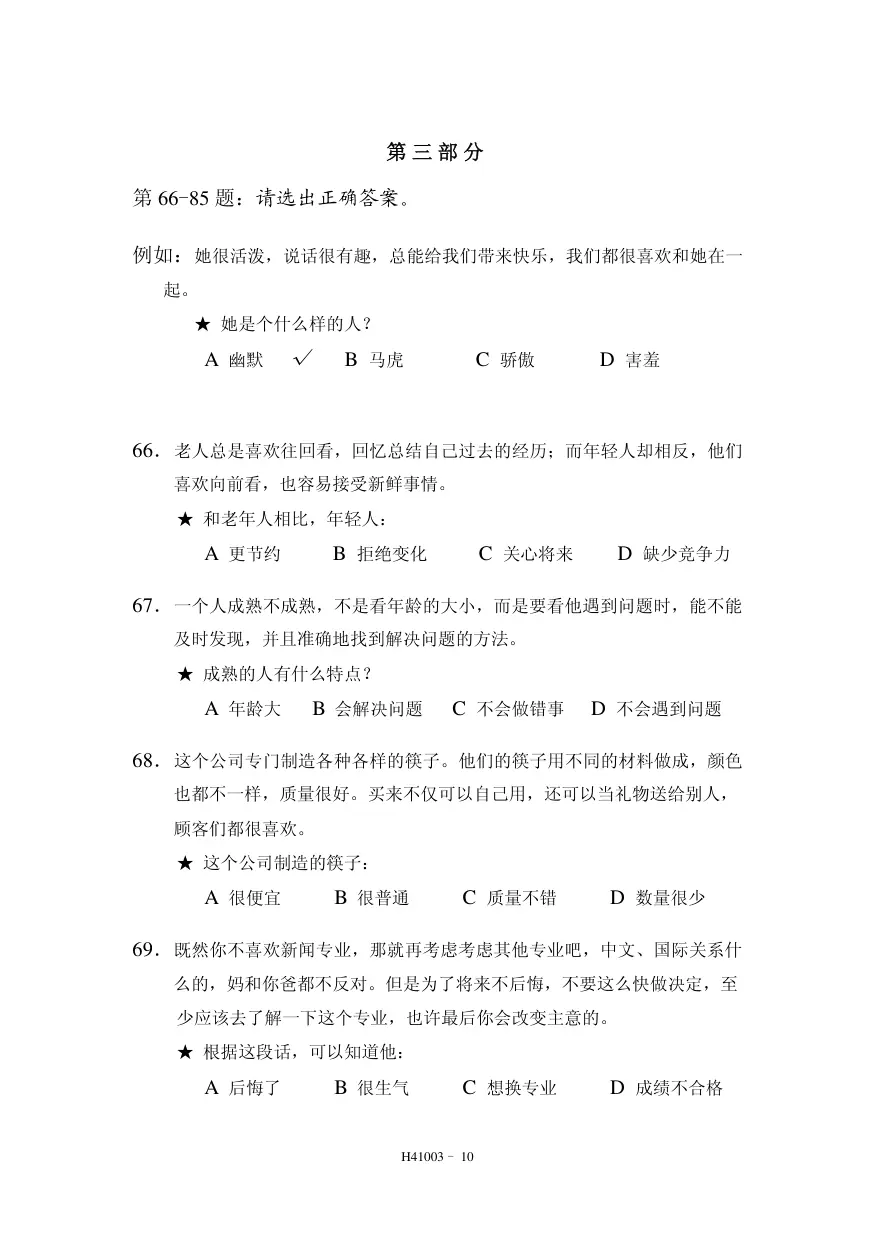 第 三 部 分
第 66-85 题：请选出正确答案。
例如：她很活泼，说话很有趣，总能给我们带来快乐，我们都很喜欢和她在一
起。
★ 她是个什么样的人？
A 幽默 √ B 马虎 C 骄傲 D 害羞
66．老人总是喜欢往回看，回忆总结自己过去的经历；而年轻人却相反，他们
喜欢向前看，也容易接受新鲜事情。
★ 和老年人相比，年轻人：
A 更节约 B 拒绝变化 C 关心将来 D 缺少竞争力
67．一个人成熟不成熟，不是看年龄的大小，而是要看他遇到问题时，能不能
及时发现，并且准确地找到解决问题的方法。
★ 成熟的人有什么特点？
A 年龄大 B 会解决问题 C 不会做错事 D 不会遇到问题
68．这个公司专门制造各种各样的筷子。他们的筷子用不同的材料做成，颜色
也都不一样，质量很好。买来不仅可以自己用，还可以当礼物送给别人，
顾客们都很喜欢。
★ 这个公司制造的筷子：
A 很便宜 B 很普通 C 质量不错 D 数量很少
69．既然你不喜欢新闻专业，那就再考虑考虑其他专业吧，中文、国际关系什
么的，妈和你爸都不反对。但是为了将来不后悔，不要这么快做决定，至
少应该去了解一下这个专业，也许最后你会改变主意的。
★ 根据这段话，可以知道他：
A 后悔了 B 很生气 C 想换专业 D 成绩不合格
H41003 - 10